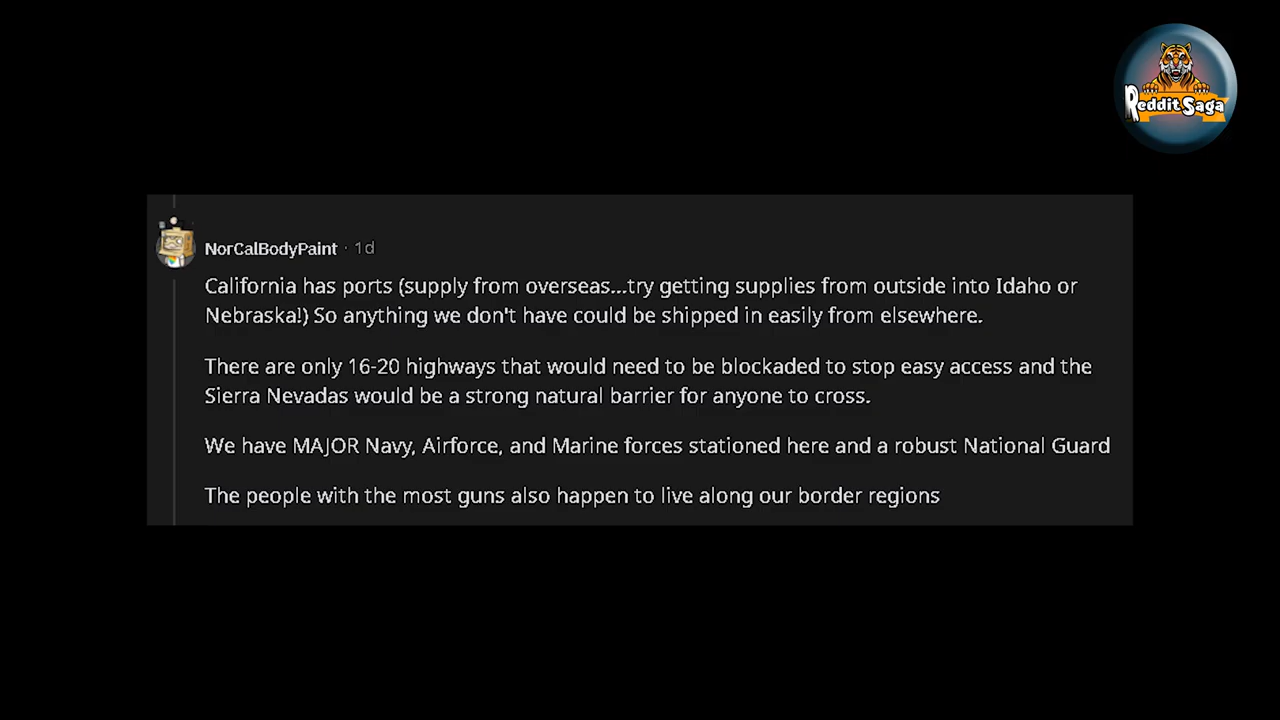 Reddit Saga
NorCalBodyPaint · 1d
California has ports (supply from overseas...try getting supplies from outside into Idaho or
Nebraska!) So anything we don't have could be shipped in easily from elsewhere.
There are only 16-20 highways that would need to be blockaded to stop easy access and the
Sierra Nevadas would be a strong natural barrier for anyone to cross.
We have MAJOR Navy, Airforce, and Marine forces stationed here and a robust National Guard
The people with the most guns also happen to live along our border regions